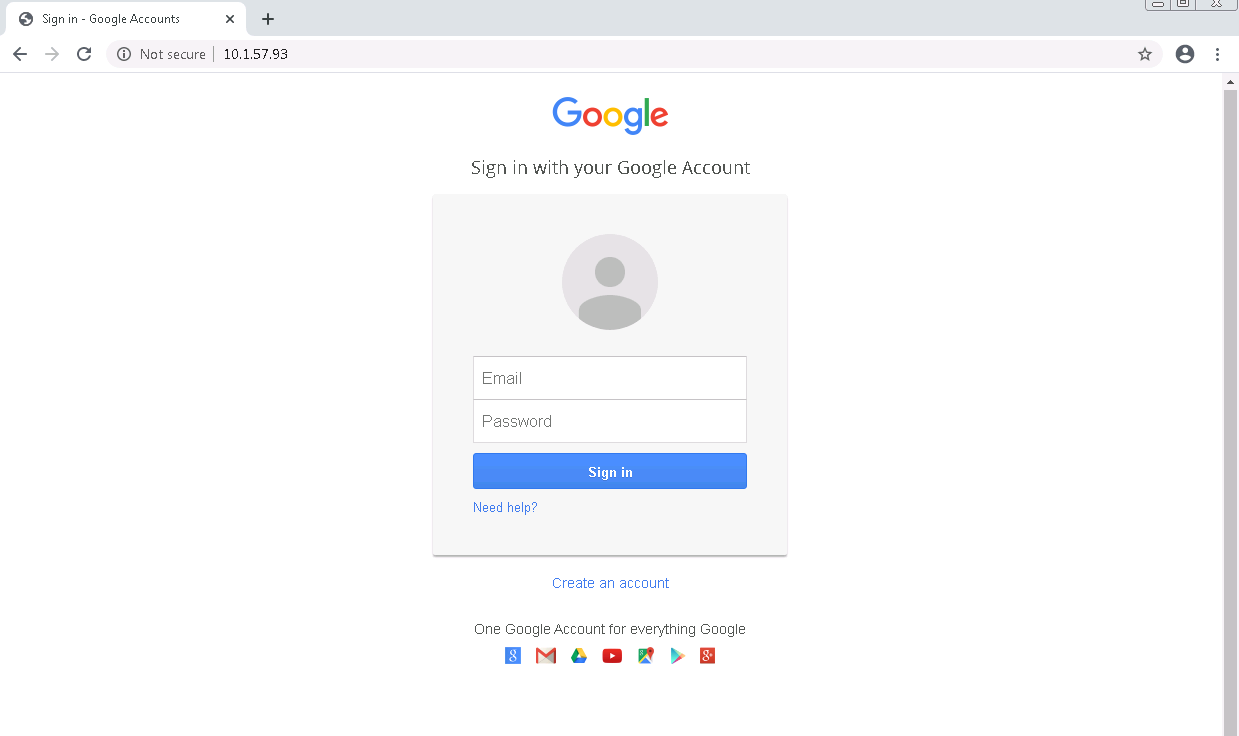 Sign in - Google Accounts
Not secure 10.1.57.93
Google
Sign in with your Google Account
Email
Password
Sign in
Need help?
Create an account
One Google Account for everything Google